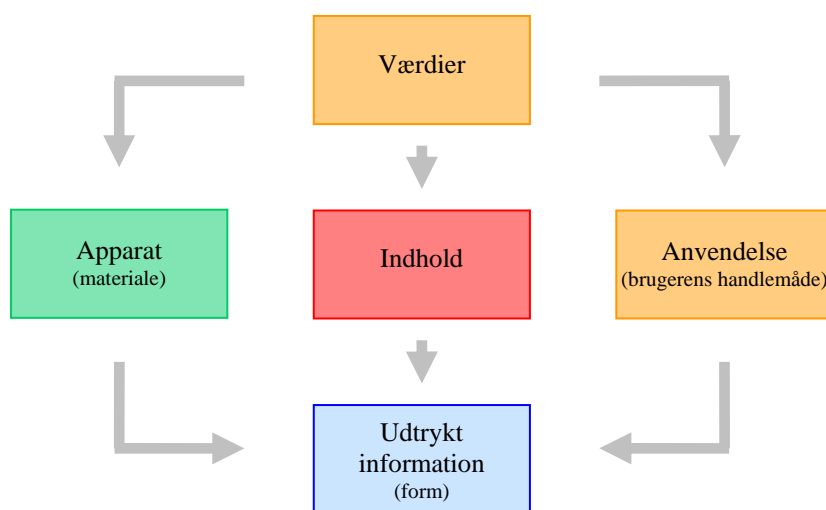 Værdier
Apparat
(materiale)
Indhold
Anvendelse
(brugerens handlemåde)
Udtrykt
information
(form)